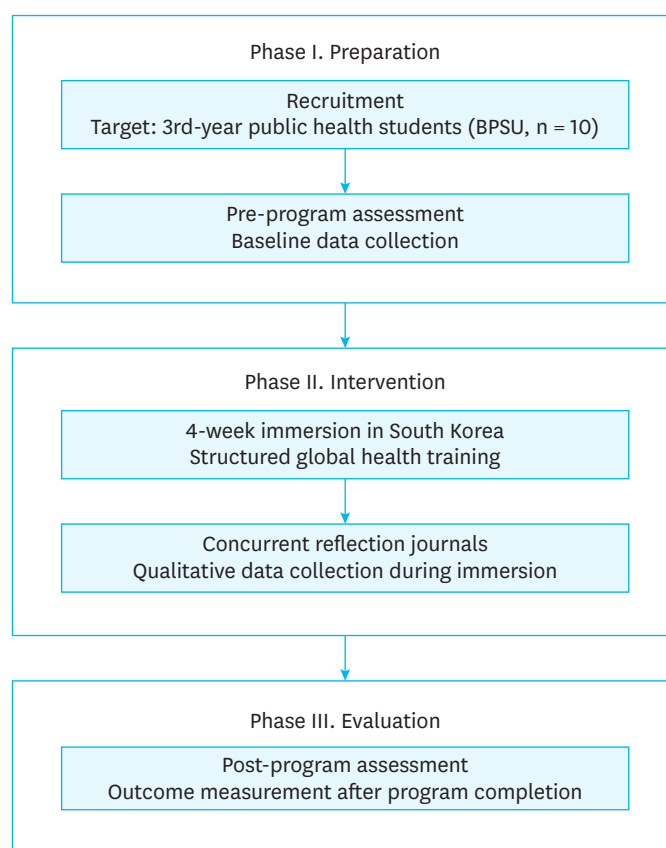 Phase I. Preparation
Recruitment
Target: 3rd-year public health students (BPSU, n = 10)
Pre-program assessment
Baseline data collection
Phase II. Intervention
4-week immersion in South Korea
Structured global health training
Concurrent reflection journals
Qualitative data collection during immersion
Phase III. Evaluation
Post-program assessment
Outcome measurement after program completion